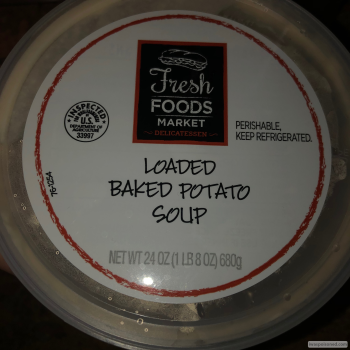 Fresh
FOODS
MARKET
DELICATESSEN
INSPECTED
U.S.
DEPARTMENT OF
AGRICULTURE
33997
PERISHABLE,
KEEP REFRIGERATED.
LOADED
BAKED POTATO
SOUP
NET WT 24 OZ (1 LB 8 OZ) 680g